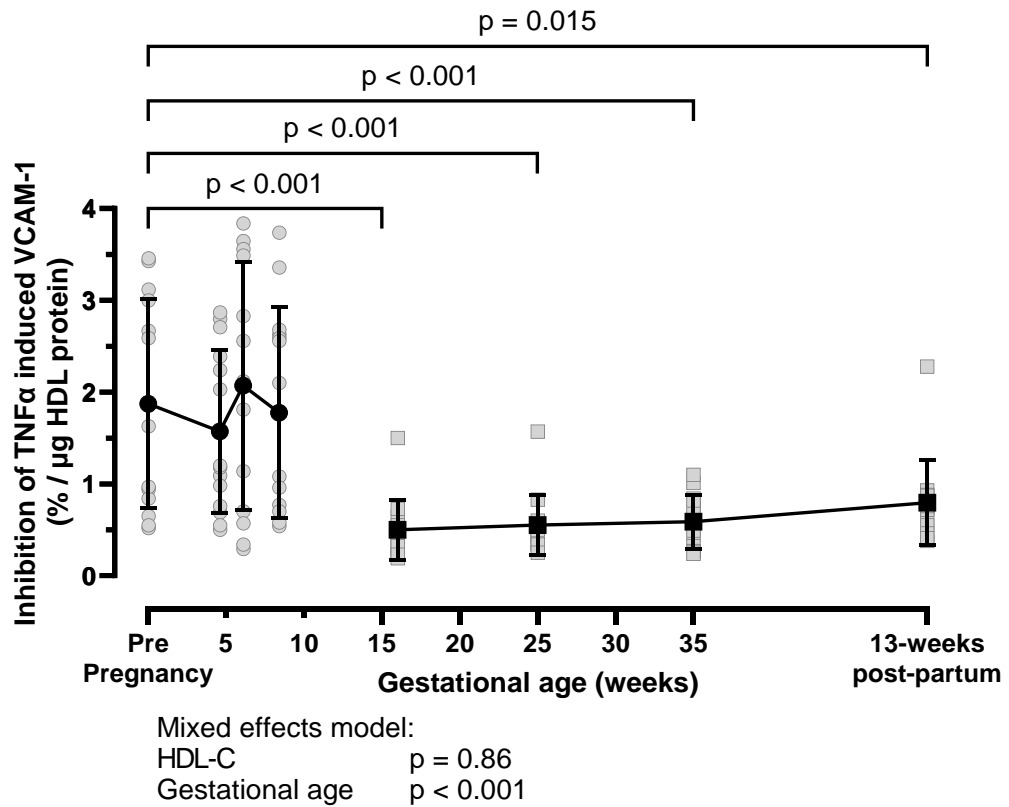 p = 0.015
p < 0.001
p < 0.001
p < 0.001
Inhibition of TNFα induced VCAM-1
(% / µg HDL protein)
4
3
2
1
0
Pre
Pregnancy
5
10
15
20
25
30
35
13-weeks
post-partum
Gestational age (weeks)
Mixed effects model:
HDL-C p = 0.86
Gestational age p < 0.001